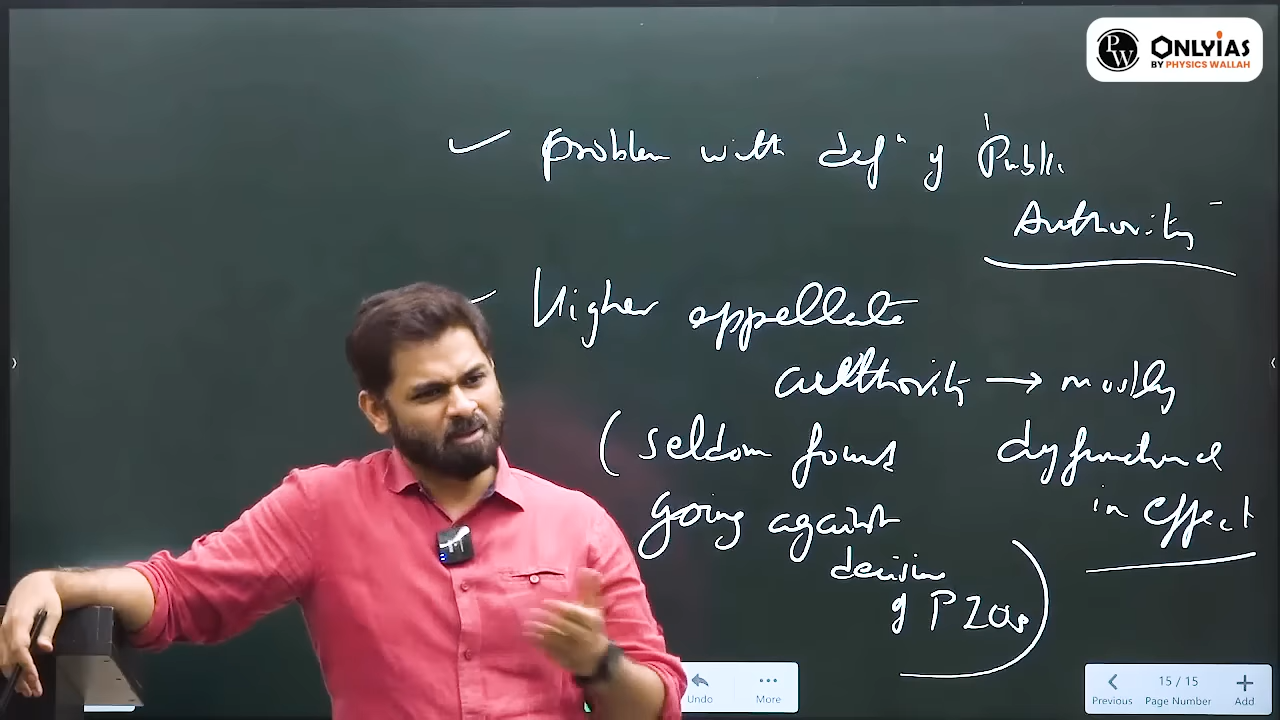 PW ONLYIAS
BY PHYSICS WALLAH
✓ Problem with defⁿ of Public
Authority
Higher appellate
authority → mostly
(seldom found dysfunctional
going against in effect
decision
of PIOs)
Undo
More
Previous
15 / 15
Page Number
Add